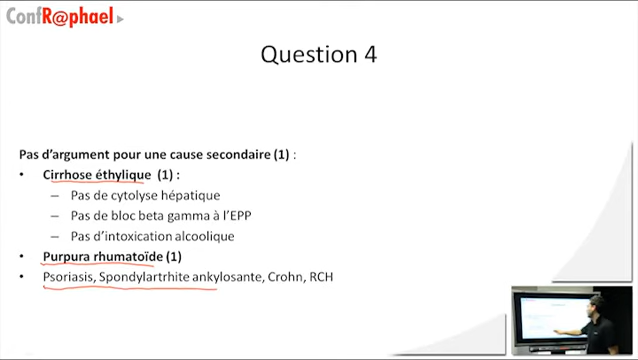 ConfR@phael
Question 4
Pas d'argument pour une cause secondaire (1) :
• Cirrhose éthylique (1) :
– Pas de cytolyse hépatique
– Pas de bloc beta gamma à l'EPP
– Pas d'intoxication alcoolique
• Purpura rhumatoïde (1)
• Psoriasis, Spondylartrhite ankylosante, Crohn, RCH